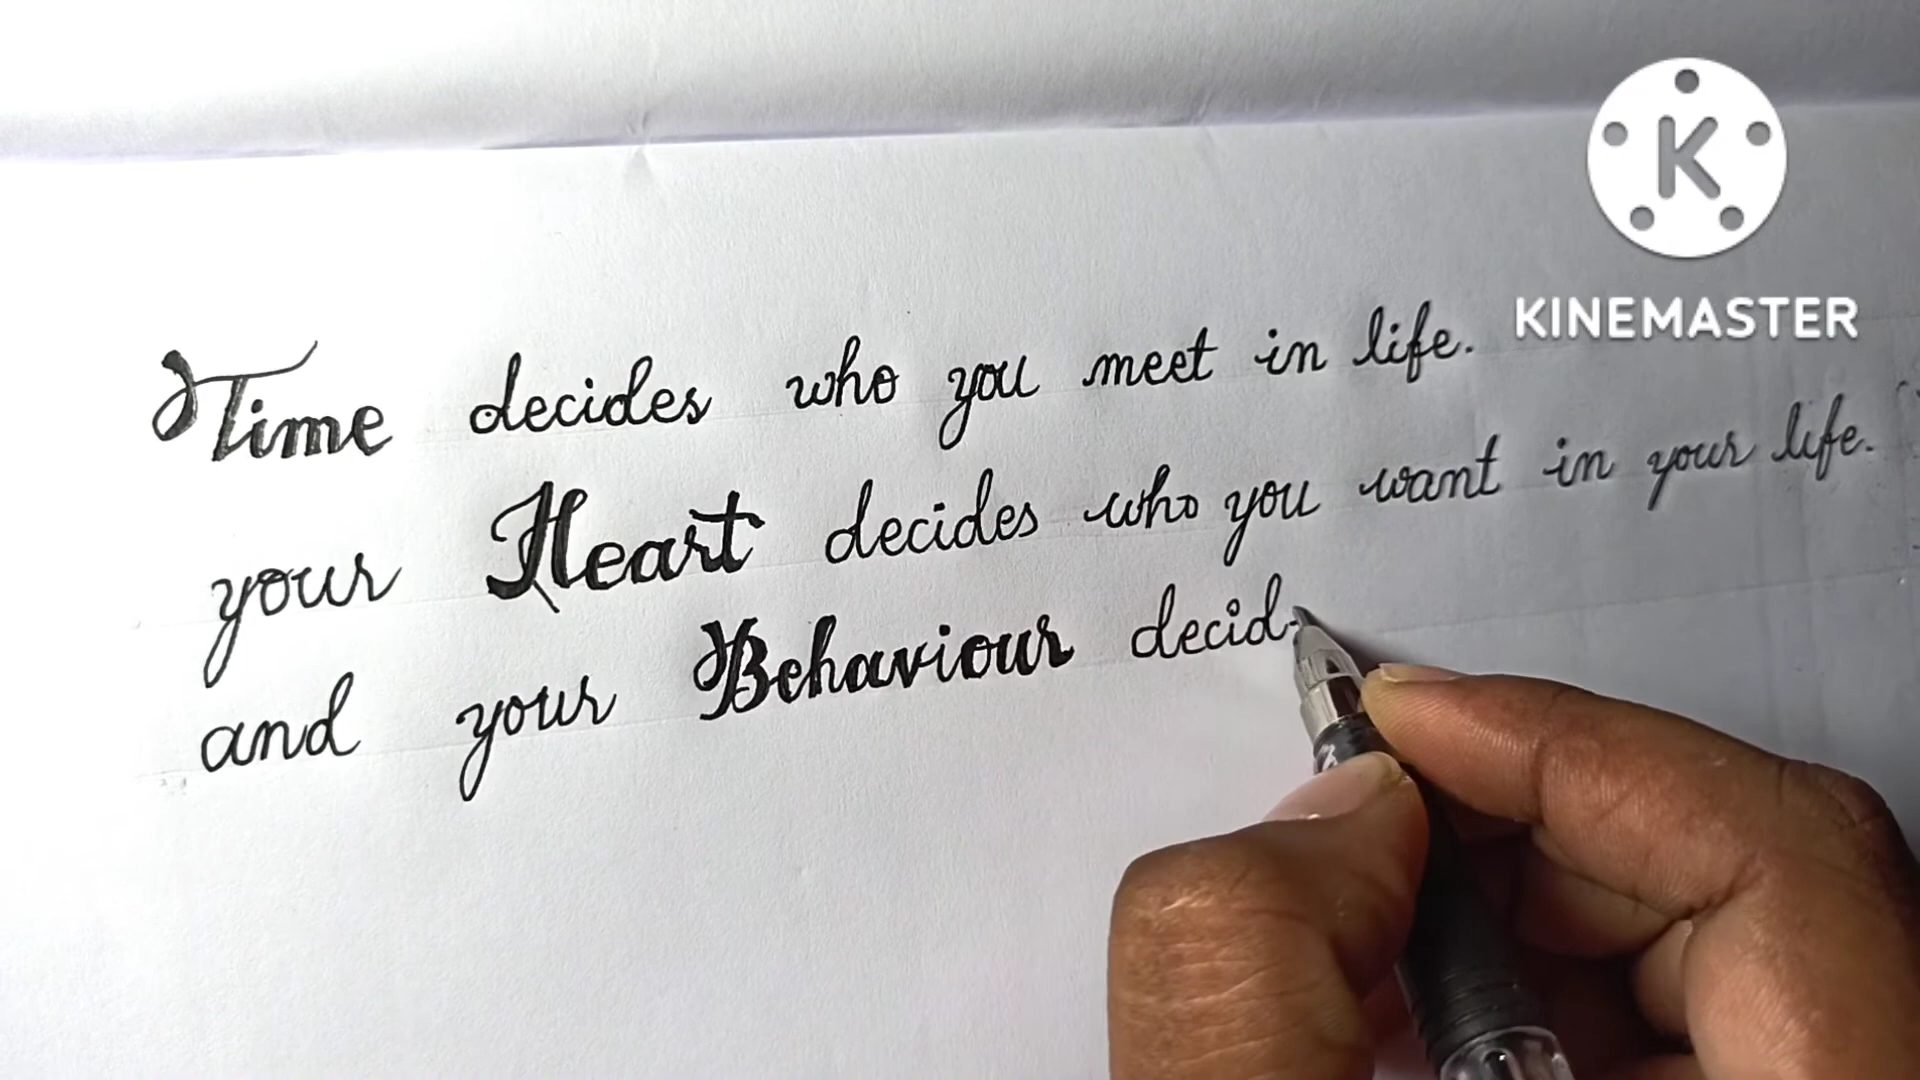 KINEMASTER
Time decides who you meet in life.
your Heart decides who you want in your life.
and your Behaviour decid